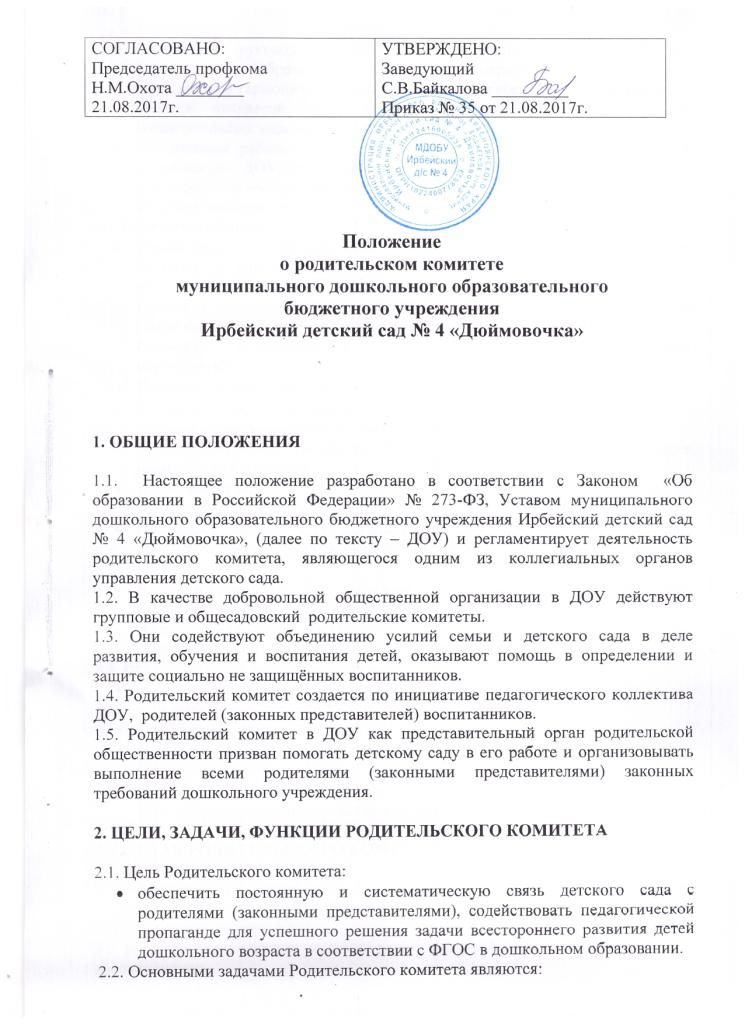 СОГЛАСОВАНО:
Председатель профкома
Н.М.Охота
21.08.2017г.
УТВЕРЖДЕНО:
Заведующий
С.В.Байкалова
Приказ № 35 от 21.08.2017г.
МДОБУ
Ирбейский
д/с № 4
Положение
о родительском комитете
муниципального дошкольного образовательного
бюджетного учреждения
Ирбейский детский сад № 4 «Дюймовочка»
1. ОБЩИЕ ПОЛОЖЕНИЯ
1.1. Настоящее положение разработано в соответствии с Законом «Об
образовании в Российской Федерации» № 273-ФЗ, Уставом муниципального
дошкольного образовательного бюджетного учреждения Ирбейский детский сад
№ 4 «Дюймовочка», (далее по тексту – ДОУ) и регламентирует деятельность
родительского комитета, являющегося одним из коллегиальных органов
управления детского сада.
1.2. В качестве добровольной общественной организации в ДОУ действуют
групповые и общесадовский родительские комитеты.
1.3. Они содействуют объединению усилий семьи и детского сада в деле
развития, обучения и воспитания детей, оказывают помощь в определении и
защите социально не защищённых воспитанников.
1.4. Родительский комитет создается по инициативе педагогического коллектива
ДОУ, родителей (законных представителей) воспитанников.
1.5. Родительский комитет в ДОУ как представительный орган родительской
общественности призван помогать детскому саду в его работе и организовывать
выполнение всеми родителями (законными представителями) законных
требований дошкольного учреждения.
2. ЦЕЛИ, ЗАДАЧИ, ФУНКЦИИ РОДИТЕЛЬСКОГО КОМИТЕТА
2.1. Цель Родительского комитета:
• обеспечить постоянную и систематическую связь детского сада с
родителями (законными представителями), содействовать педагогической
пропаганде для успешного решения задачи всестороннего развития детей
дошкольного возраста в соответствии с ФГОС в дошкольном образовании.
2.2. Основными задачами Родительского комитета являются: